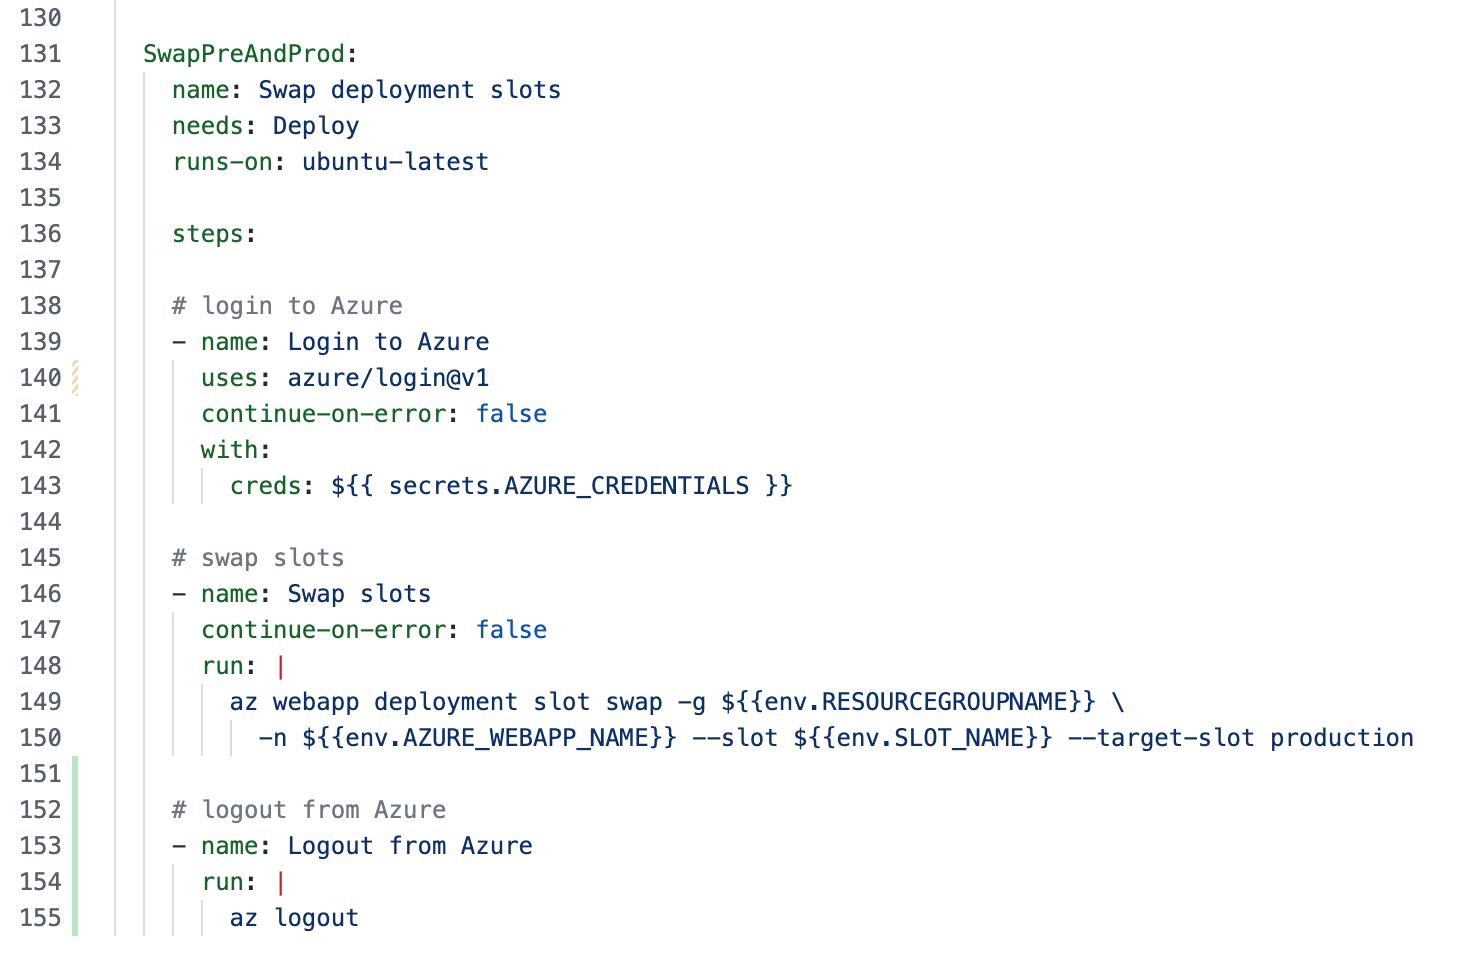 130
131 SwapPreAndProd:
132 name: Swap deployment slots
133 needs: Deploy
134 runs-on: ubuntu-latest
135
136 steps:
137
138 # login to Azure
139 - name: Login to Azure
140 uses: azure/login@v1
141 continue-on-error: false
142 with:
143 creds: ${{ secrets.AZURE_CREDENTIALS }}
144
145 # swap slots
146 - name: Swap slots
147 continue-on-error: false
148 run: |
149 az webapp deployment slot swap -g ${{env.RESOURCEGROUPNAME}} \
150 -n ${{env.AZURE_WEBAPP_NAME}} --slot ${{env.SLOT_NAME}} --target-slot production
151
152 # logout from Azure
153 - name: Logout from Azure
154 run: |
155 az logout